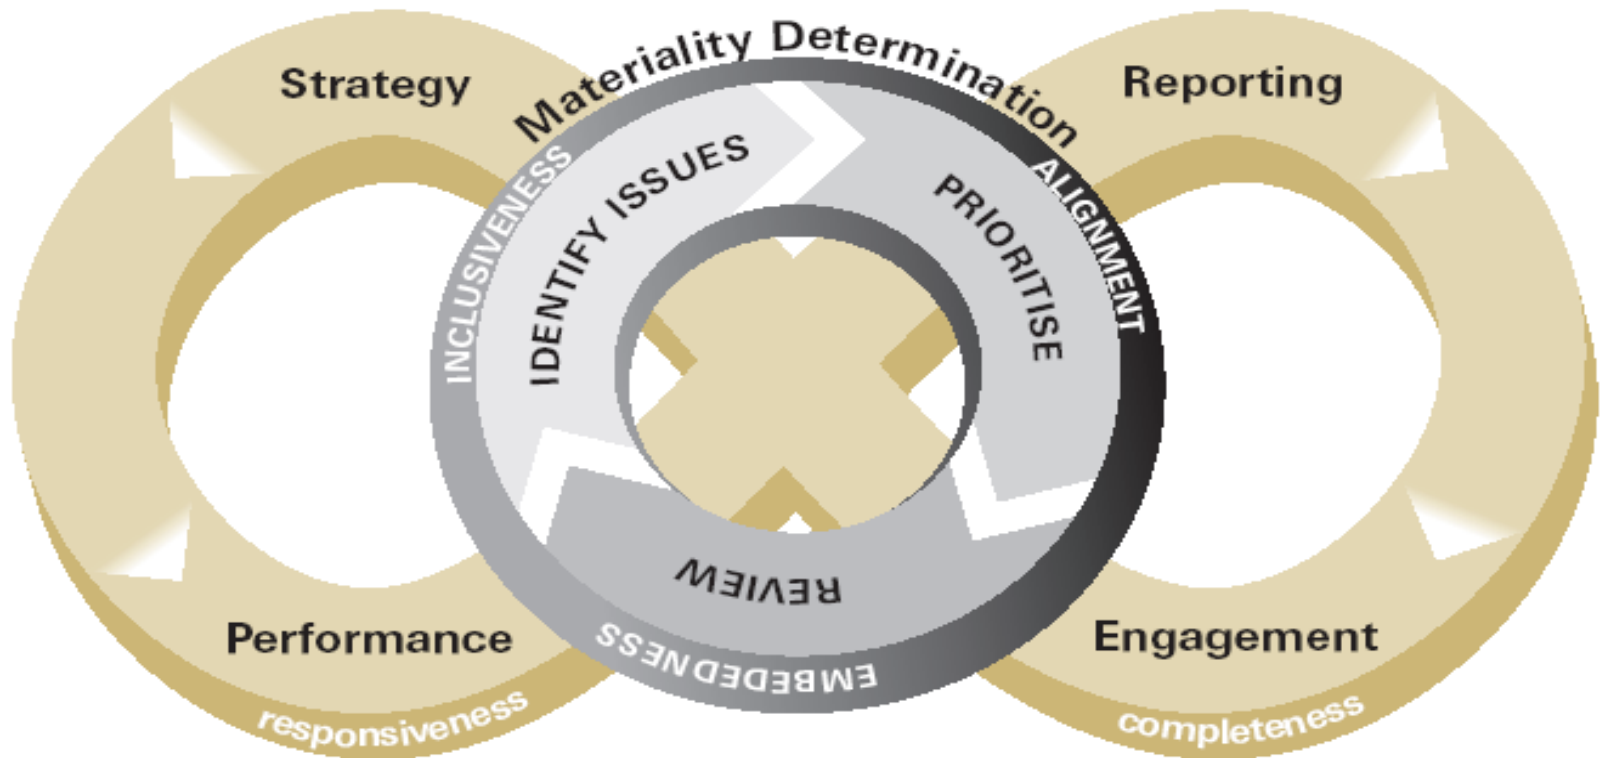 Materiality Determination
Strategy
Reporting
INCLUSIVENESS
IDENTIFY ISSUES
PRIORITISE
ALIGNMENT
REVIEW
EMBEDEDNESS
Performance
Engagement
responsiveness
completeness